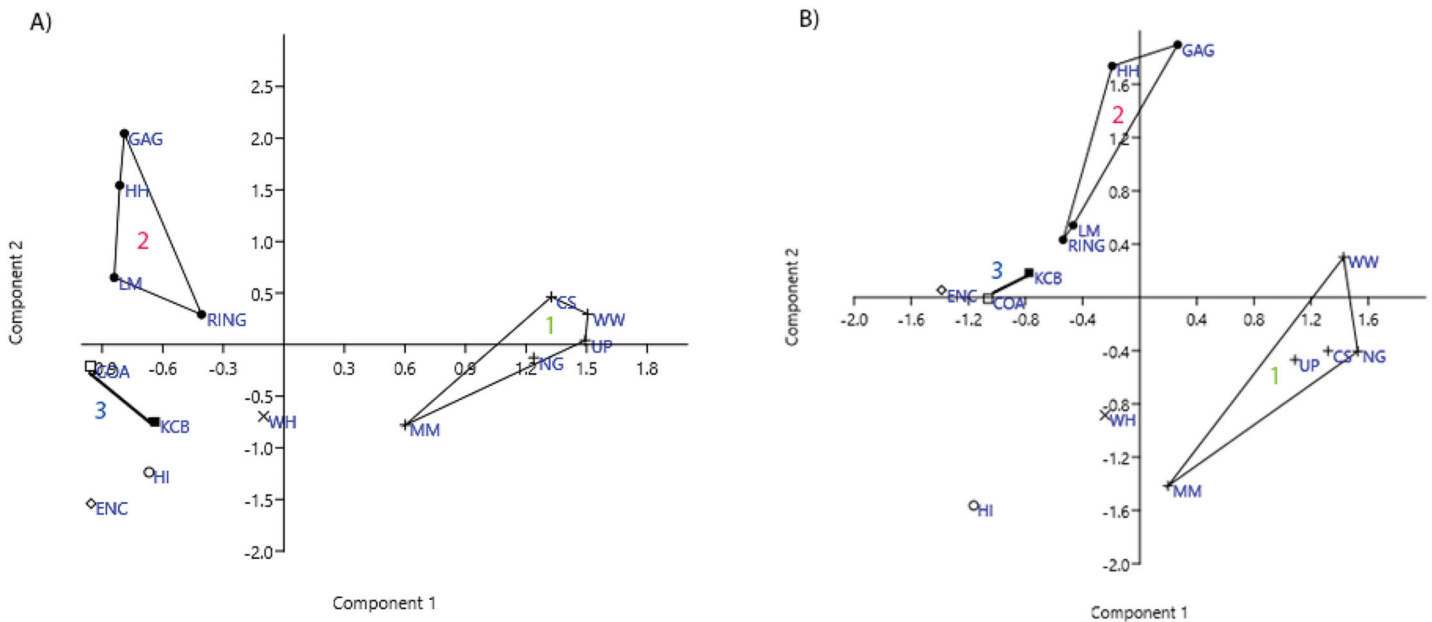 A)
2.5
2.0
GAG
1.5
HH
1.0
2
LM
0.5
RING
CS
WW
1
UP
NG
-0.9
-0.6
-0.3
0.3
0.6
0.9
1.2
1.5
1.8
COA
3
KCB
-0.5
WH
MM
-1.0
HI
-1.5
ENC
-2.0
Component 2
Component 1
B)
GAG
HH
1.6
2
1.2
0.8
LM
RING
0.4
WW
3
KCB
ENC
COA
-2.0
-1.6
-1.2
-0.8
-0.4
0.4
0.8
1.2
1.6
-0.4
UP
CS
NG
1
-0.8
WH
-1.2
MM
HI
-1.6
-2.0
Component 2
Component 1